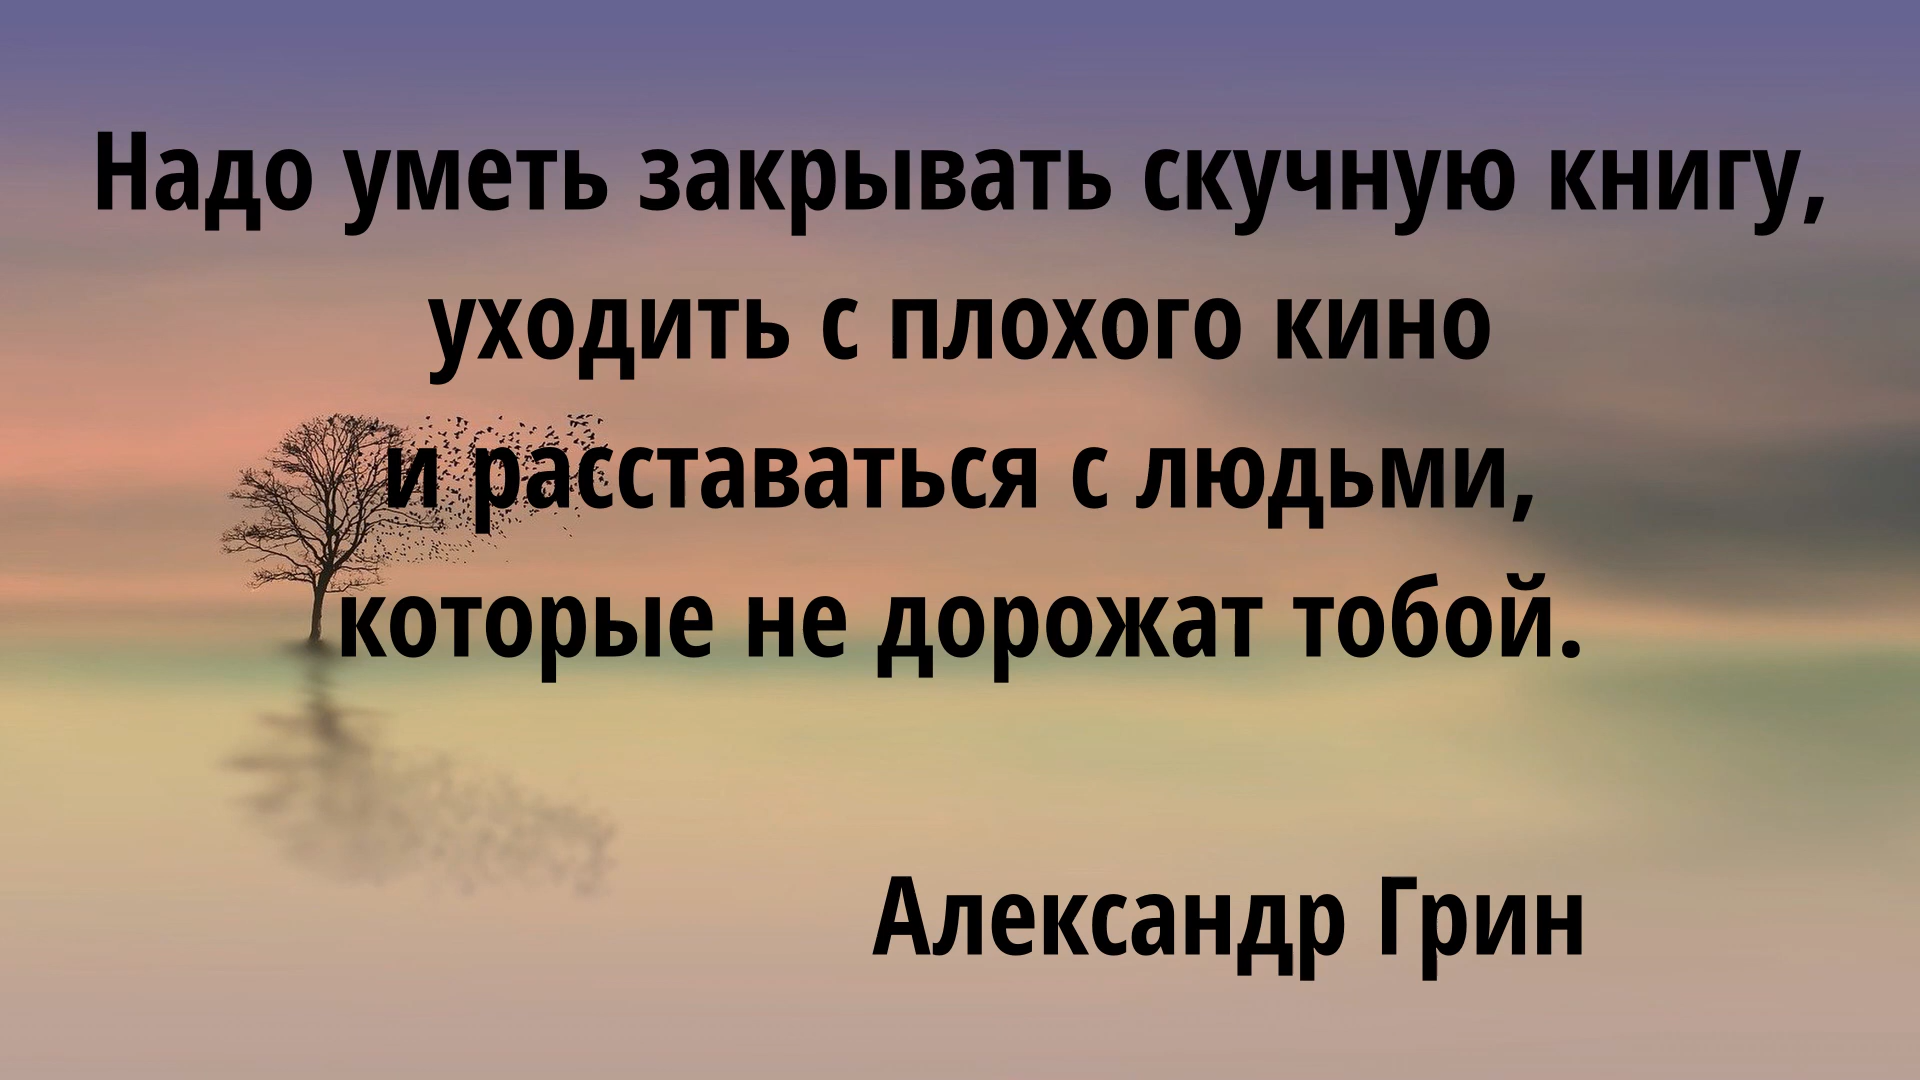 Надо уметь закрывать скучную книгу,
уходить с плохого кино
и расставаться с людьми,
которые не дорожат тобой.
Александр Грин